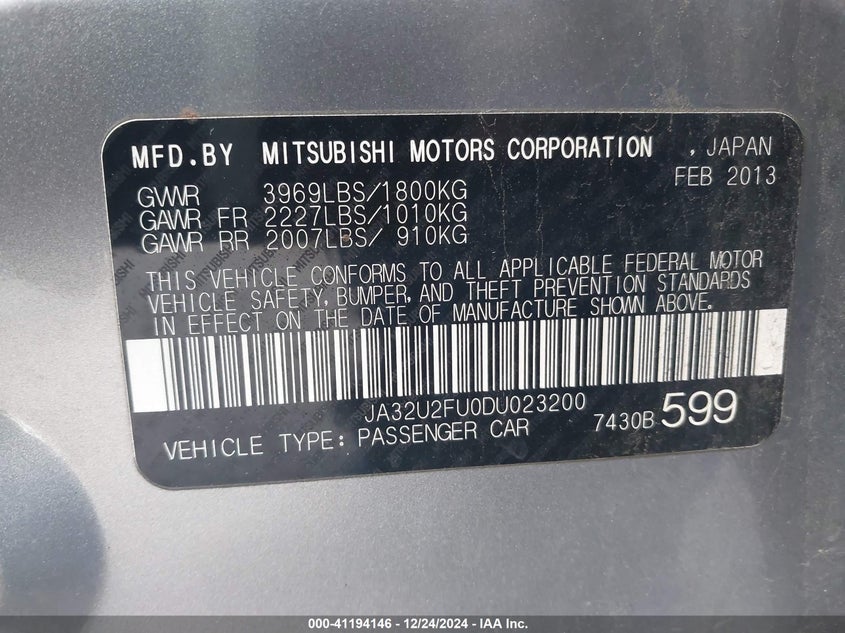 MFD.BY MITSUBISHI MOTORS CORPORATION , JAPAN
FEB 2013
GVWR 3969LBS/1800KG
GAWR FR 2227LBS/1010KG
GAWR RR 2007LBS/ 910KG
THIS VEHICLE CONFORMS TO ALL APPLICABLE FEDERAL MOTOR
VEHICLE SAFETY, BUMPER, AND THEFT PREVENTION STANDARDS
IN EFFECT ON THE DATE OF MANUFACTURE SHOWN ABOVE.
JA32U2FU0DU023200
VEHICLE TYPE: PASSENGER CAR 7430B 599
000-41194146 - 12/24/2024 - IAA Inc.